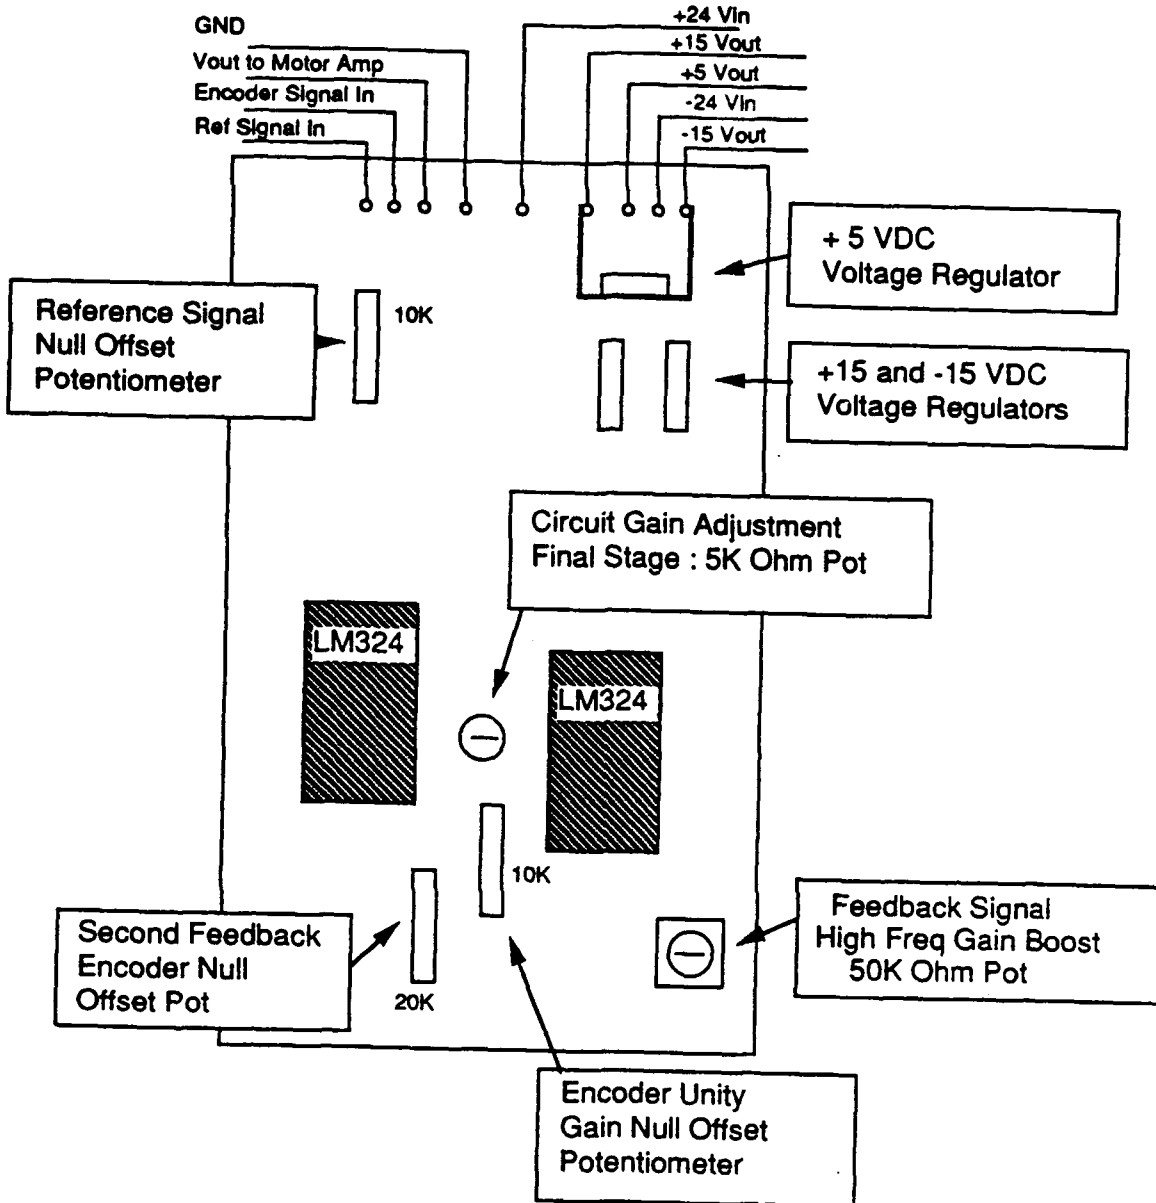 GND
Vout to Motor Amp
Encoder Signal In
Ref Signal In
+24 Vin
+15 Vout
+5 Vout
-24 Vin
-15 Vout
+ 5 VDC
Voltage Regulator
Reference Signal
Null Offset
Potentiometer
10K
+15 and -15 VDC
Voltage Regulators
Circuit Gain Adjustment
Final Stage : 5K Ohm Pot
LM324
LM324
10K
Second Feedback
Encoder Null
Offset Pot
20K
Feedback Signal
High Freq Gain Boost
50K Ohm Pot
Encoder Unity
Gain Null Offset
Potentiometer